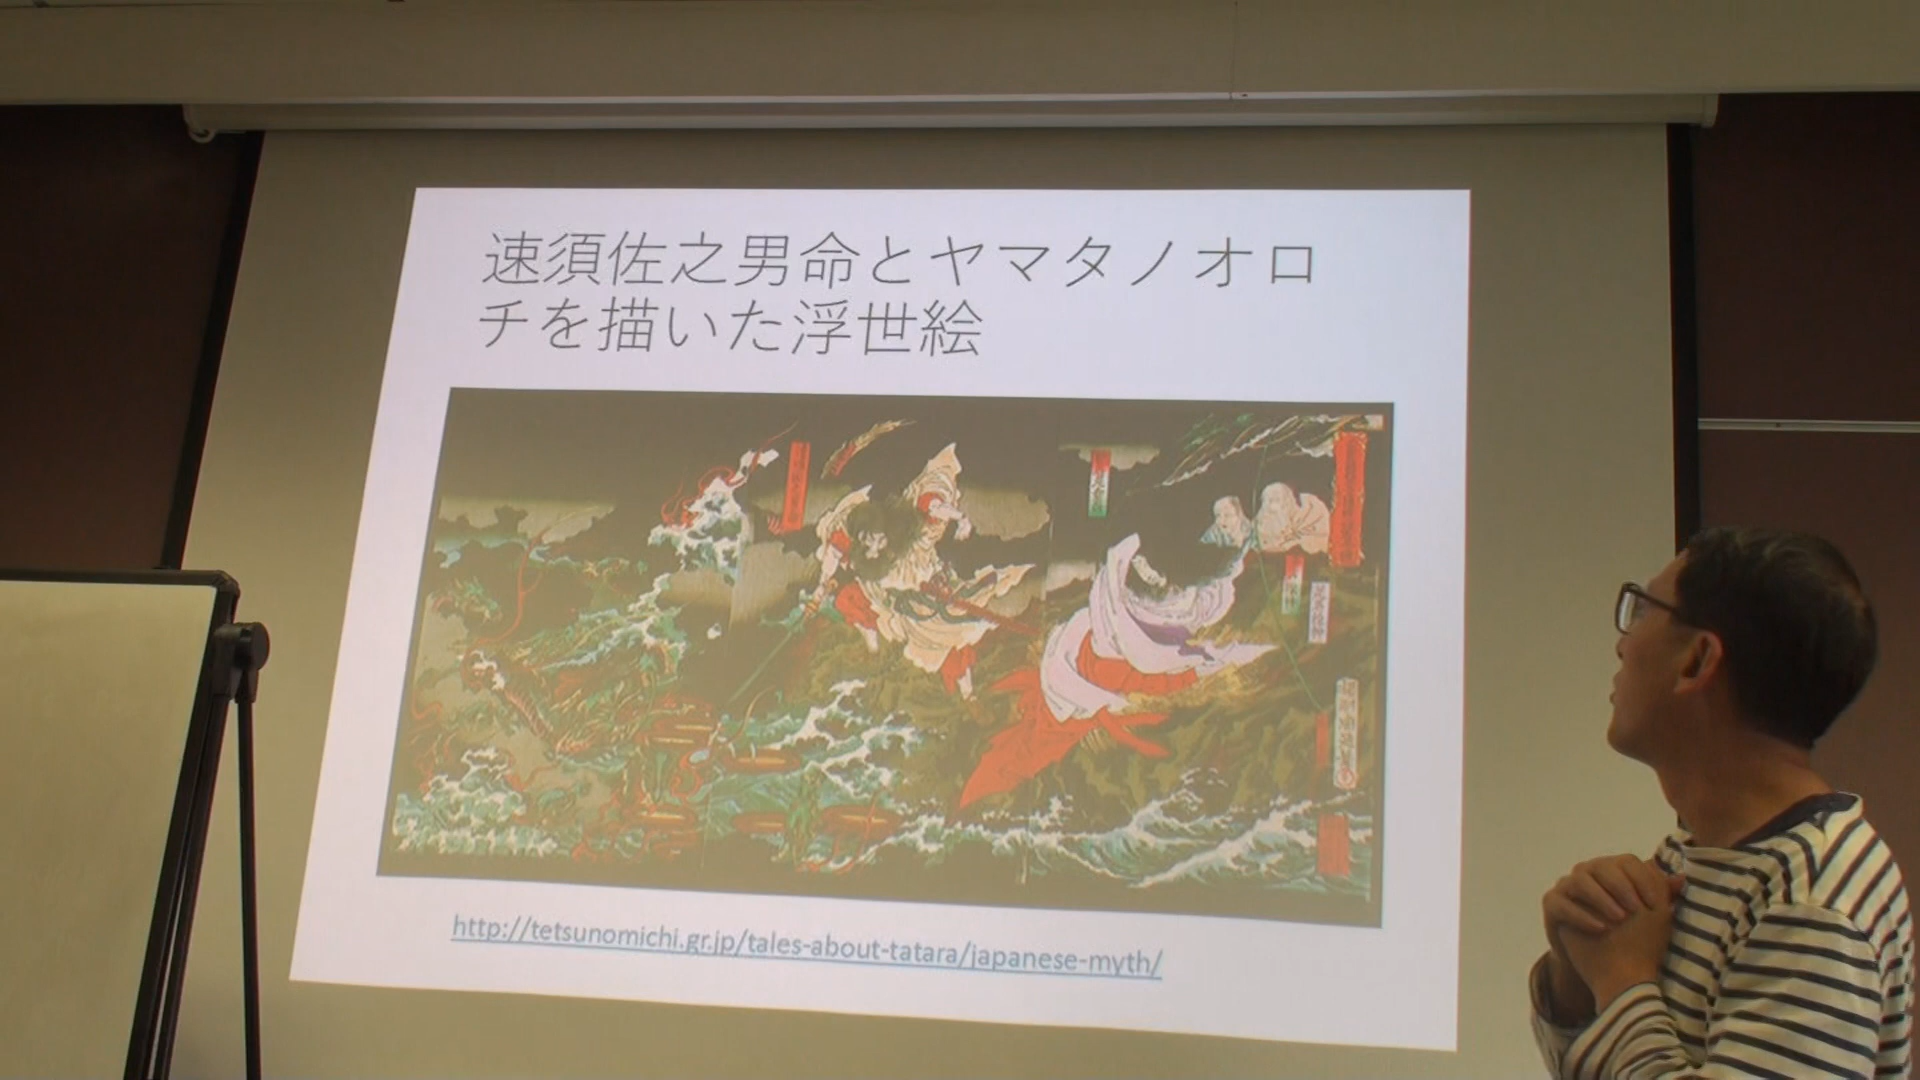 速須佐之男命とヤマタノオロ
チを描いた浮世絵
http://tetsunomichi.gr.jp/tales-about-tatara/japanese-myth/